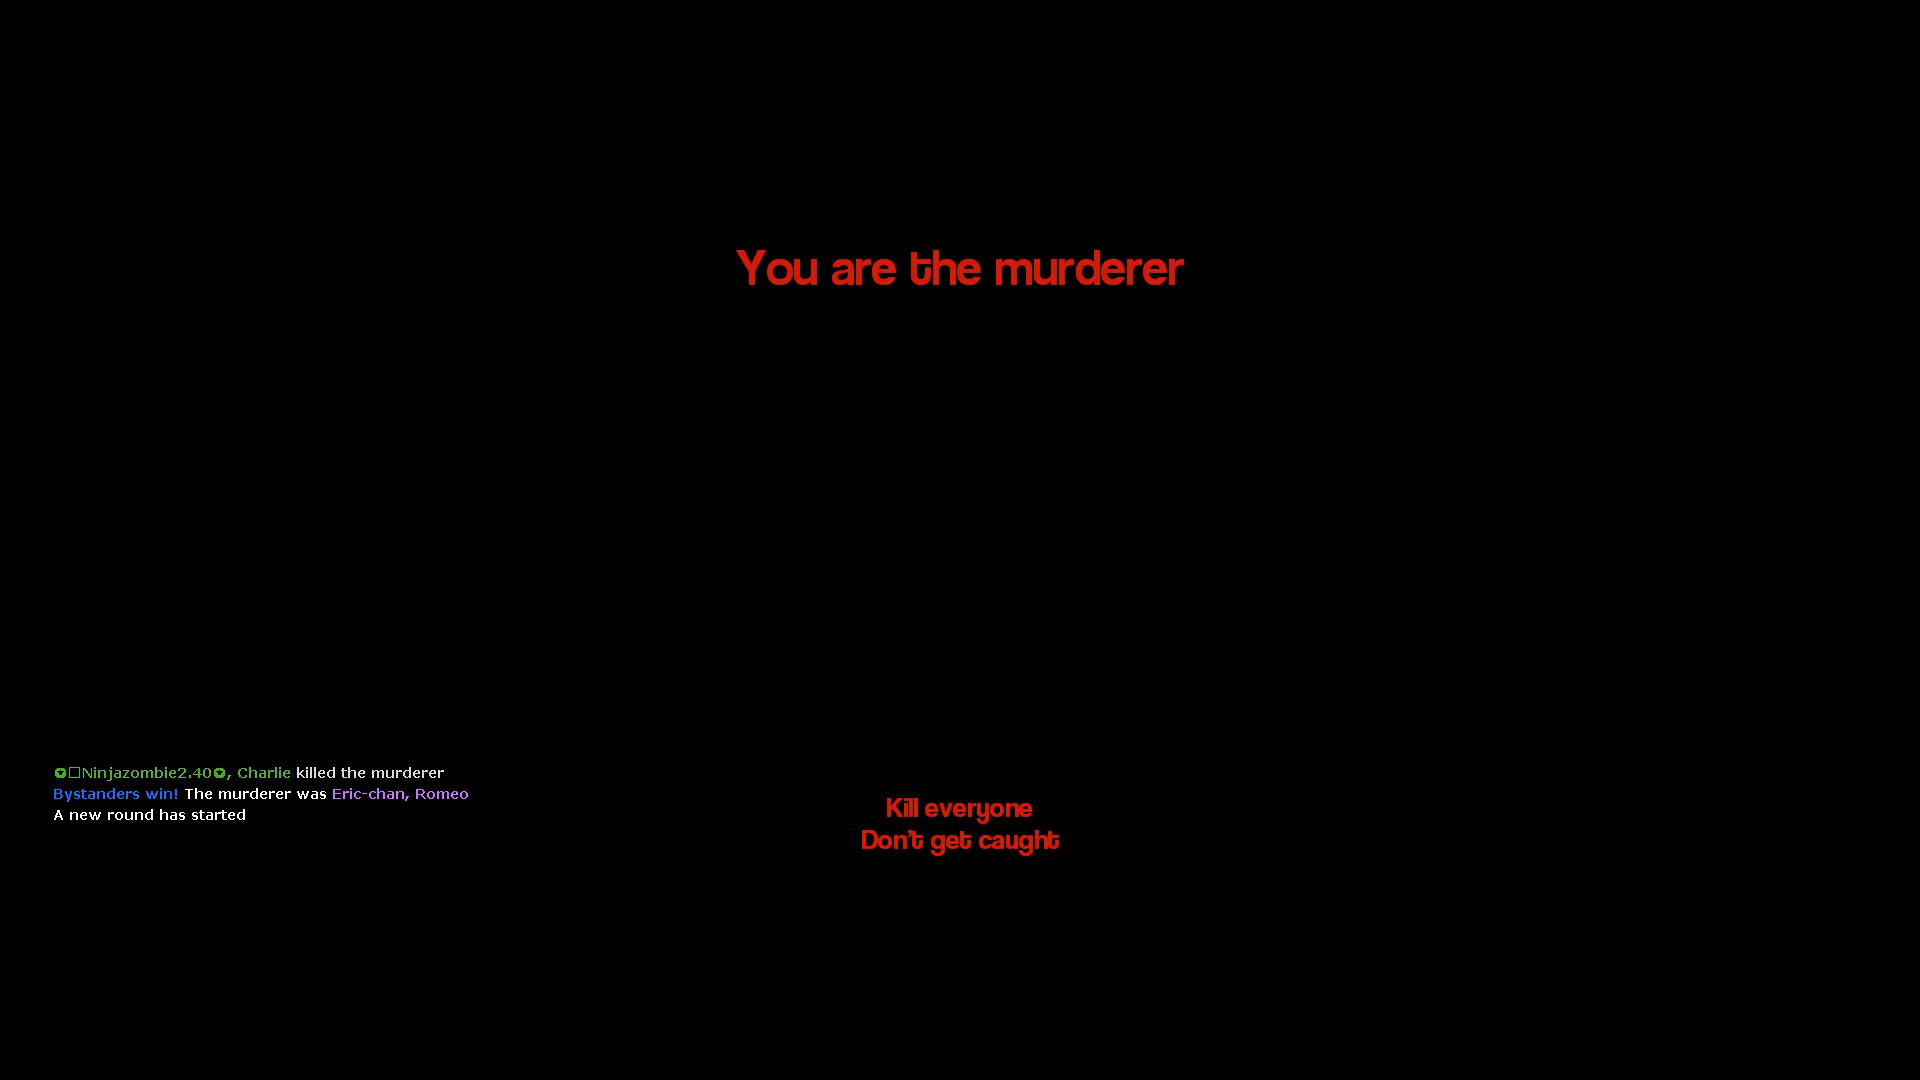 You are the murderer
✪□Ninjazombie2.40✪, Charlie killed the murderer
Bystanders win! The murderer was Eric-chan, Romeo
A new round has started
Kill everyone
Don't get caught